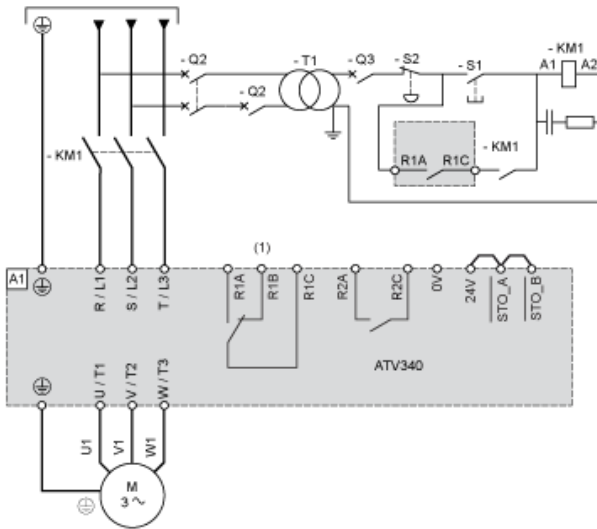 - Q2
- T1
- Q3
- S2
- S1
- KM1
A1
A2
- Q2
R1A
R1C
- KM1
- KM1
(1)
A1
R / L1
S / L2
T / L3
R1A
R1B
R1C
R2A
R2C
0V
24V
STO_A
STO_B
ATV340
U / T1
V / T2
W / T3
U1
V1
W1
M
3 ~